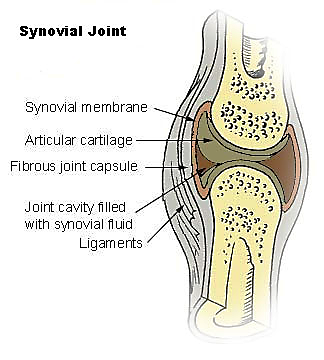 Synovial Joint
Synovial membrane
Articular cartilage
Fibrous joint capsule
Joint cavity filled
with synovial fluid
Ligaments